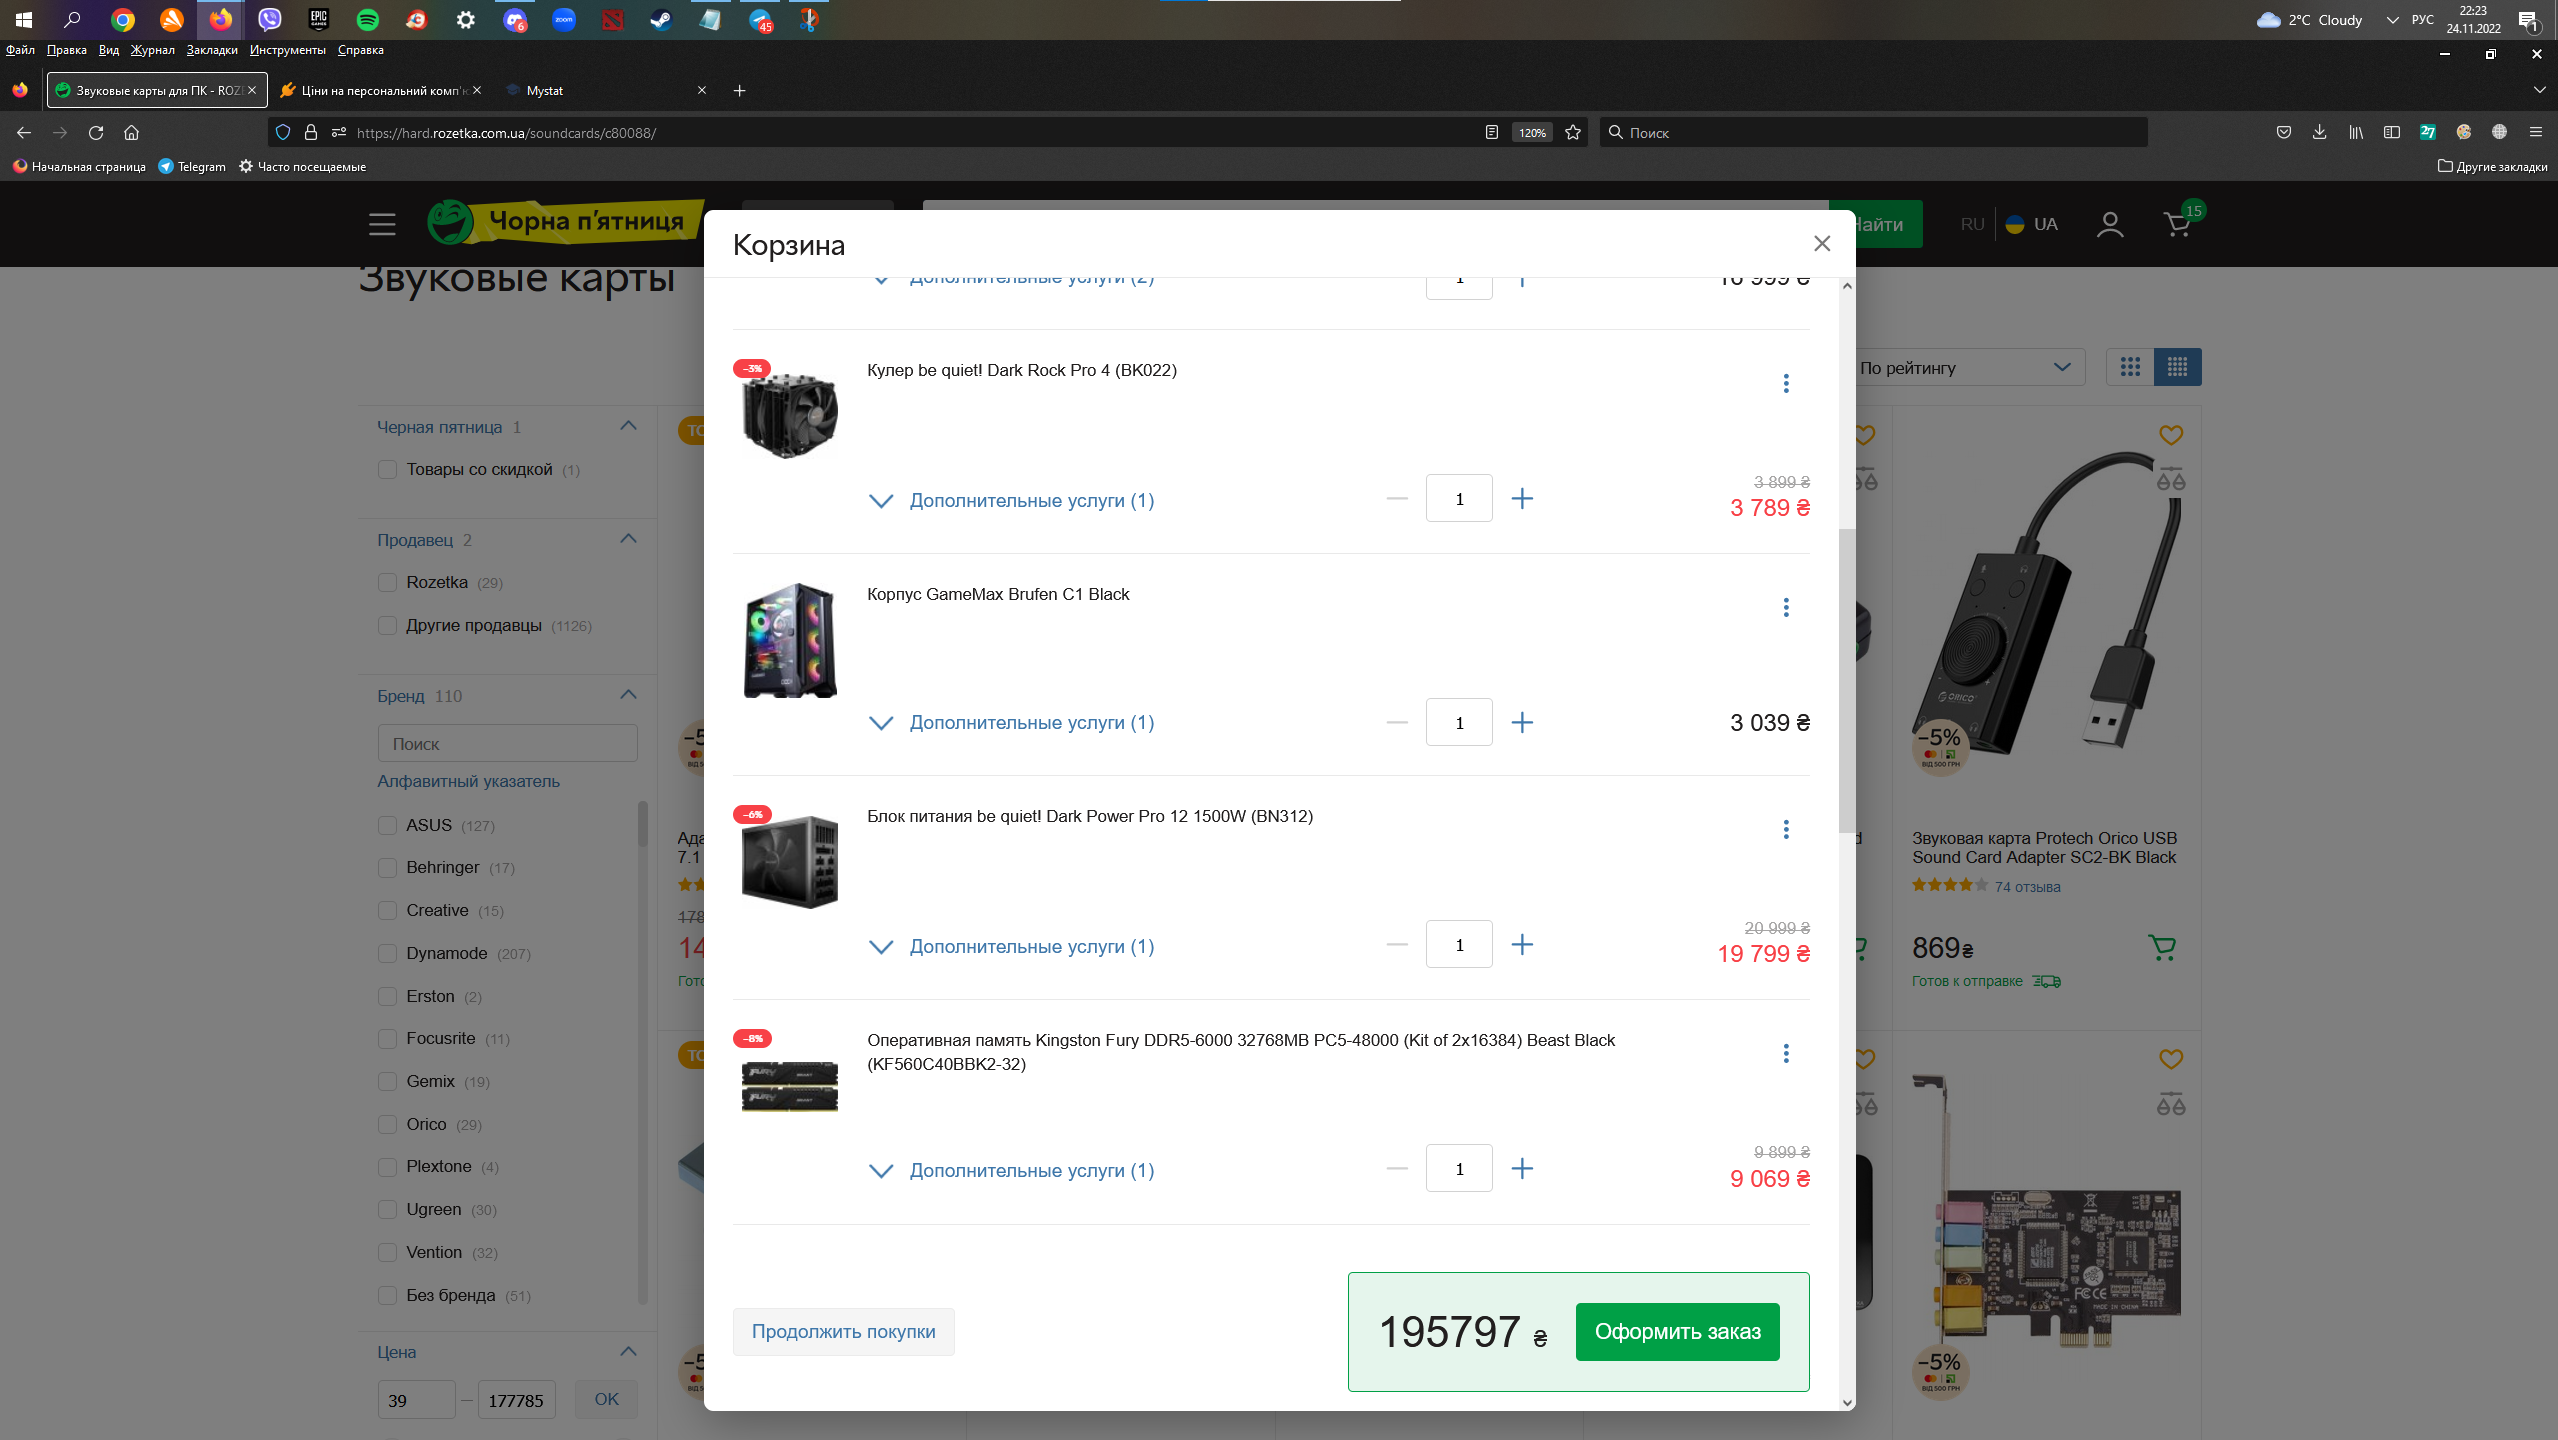 2°C Cloudy
РУС
22:23
24.11.2022
Файл Правка Вид Журнал Закладки Инструменты Справка
Звуковые карты для ПК - ROZE
Ціни на персональний комп'ю
Mystat
https://hard.rozetka.com.ua/soundcards/c80088/
120%
Поиск
Начальная страница Telegram Часто посещаемые
Другие закладки
Чорна п'ятниця
Найти
RU
UA
15
Звуковые карты
Корзина
Дополнительные услуги (2)
1
16 999 ₴
По рейтингу
Черная пятница 1
Товары со скидкой (1)
Продавец 2
Rozetka (29)
Другие продавцы (1126)
Бренд 110
Поиск
Алфавитный указатель
ASUS (127)
Behringer (17)
Creative (15)
Dynamode (207)
Erston (2)
Focusrite (11)
Gemix (19)
Orico (29)
Plextone (4)
Ugreen (30)
Vention (32)
Без бренда (51)
Цена
39
–
177785
OK
-3%
Кулер be quiet! Dark Rock Pro 4 (BK022)
Дополнительные услуги (1)
1
3 899 ₴
3 789 ₴
Корпус GameMax Brufen C1 Black
Дополнительные услуги (1)
1
3 039 ₴
-6%
Блок питания be quiet! Dark Power Pro 12 1500W (BN312)
Дополнительные услуги (1)
1
20 999 ₴
19 799 ₴
-8%
Оперативная память Kingston Fury DDR5-6000 32768MB PC5-48000 (Kit of 2x16384) Beast Black
(KF560C40BBK2-32)
Дополнительные услуги (1)
1
9 899 ₴
9 069 ₴
Продолжить покупки
195797 ₴
Оформить заказ
ORICO
-5%
ВІД 500 ГРН
Звуковая карта Protech Orico USB
Sound Card Adapter SC2-BK Black
74 отзыва
869₴
Готов к отправке
-5%
ВІД 500 ГРН